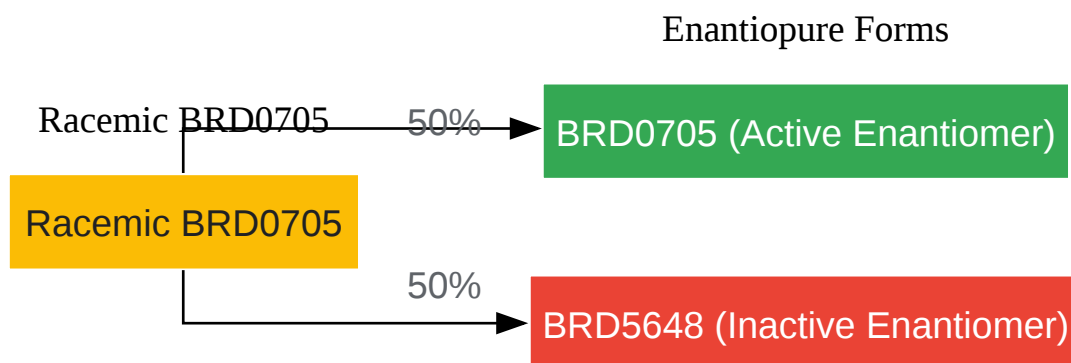 Enantiopure Forms
Racemic BRD0705
50%
BRD0705 (Active Enantiomer)
Racemic BRD0705
50%
BRD5648 (Inactive Enantiomer)